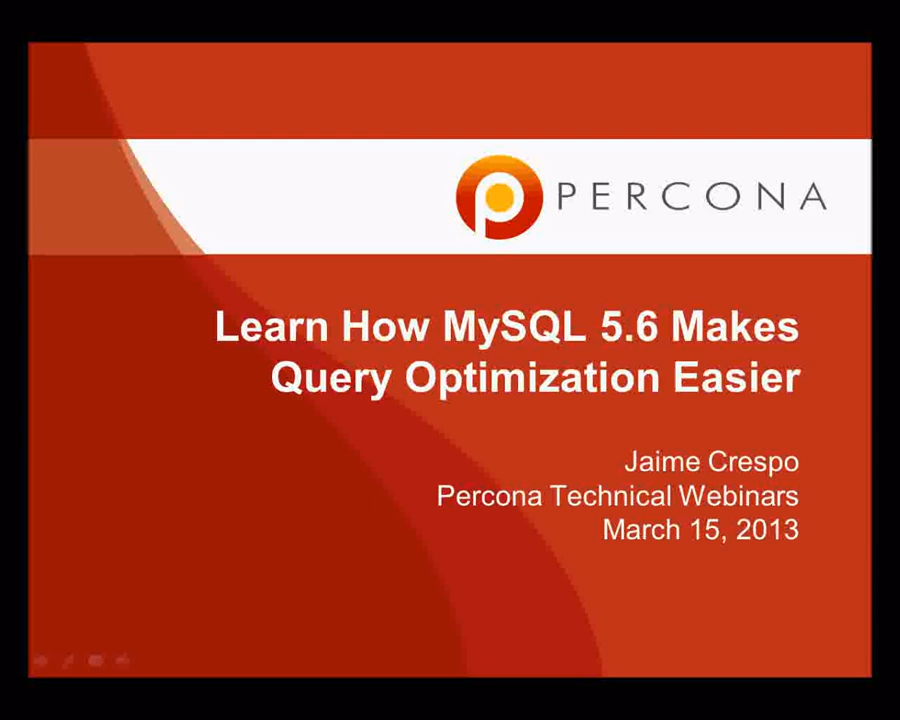 PERCONA
Learn How MySQL 5.6 Makes
Query Optimization Easier
Jaime Crespo
Percona Technical Webinars
March 15, 2013